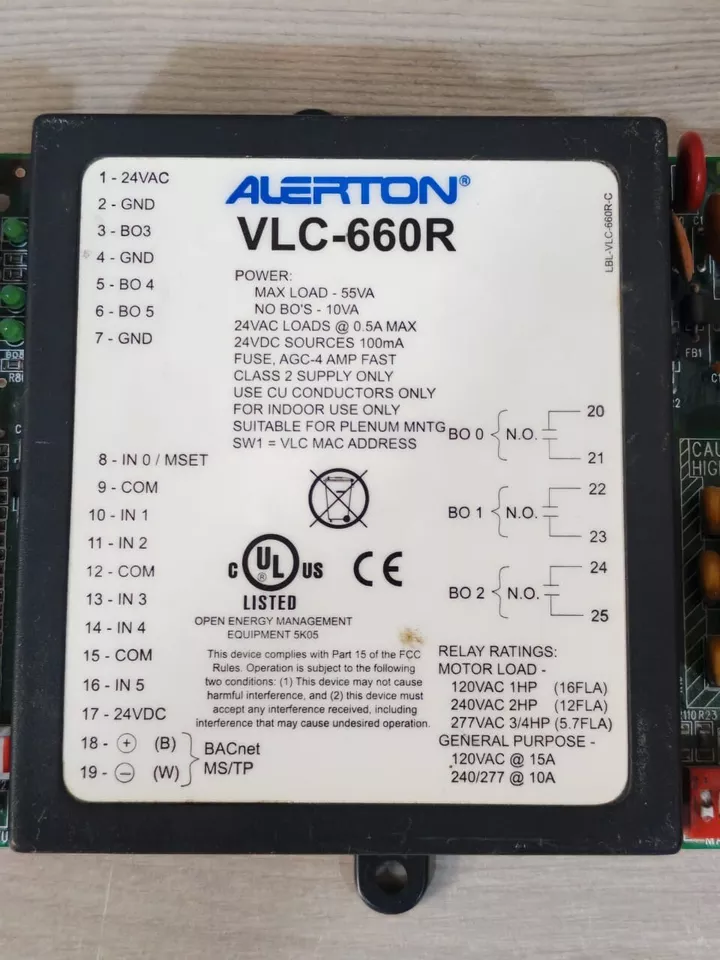 1 - 24VAC
2 - GND
3 - BO3
4 - GND
5 - BO 4
6 - BO 5
7 - GND
8 - IN 0 / MSET
9 - COM
10 - IN 1
11 - IN 2
12 - COM
13 - IN 3
14 - IN 4
15 - COM
16 - IN 5
17 - 24VDC
18 - + (B)
19 - − (W)
BACnet
MS/TP
ALERTON®
VLC-660R
LBL-VLC-660R-C
POWER:
MAX LOAD - 55VA
NO BO'S - 10VA
24VAC LOADS @ 0.5A MAX
24VDC SOURCES 100mA
FUSE, AGC-4 AMP FAST
CLASS 2 SUPPLY ONLY
USE CU CONDUCTORS ONLY
FOR INDOOR USE ONLY
SUITABLE FOR PLENUM MNTG
SW1 = VLC MAC ADDRESS
BO 0 N.O. 20
21
BO 1 N.O. 22
23
BO 2 N.O. 24
25
C UL® US CE
LISTED
OPEN ENERGY MANAGEMENT
EQUIPMENT 5K05
This device complies with Part 15 of the FCC
Rules. Operation is subject to the following
two conditions: (1) This device may not cause
harmful interference, and (2) this device must
accept any interference received, including
interference that may cause undesired operation.
RELAY RATINGS:
MOTOR LOAD -
120VAC 1HP (16FLA)
240VAC 2HP (12FLA)
277VAC 3/4HP (5.7FLA)
GENERAL PURPOSE -
120VAC @ 15A
240/277 @ 10A
FB1
CAU
HIGH
R23